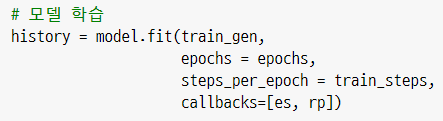 # 모델 학습
history = model.fit(train_gen,
                    epochs = epochs,
                    steps_per_epoch = train_steps,
                    callbacks=[es, rp])